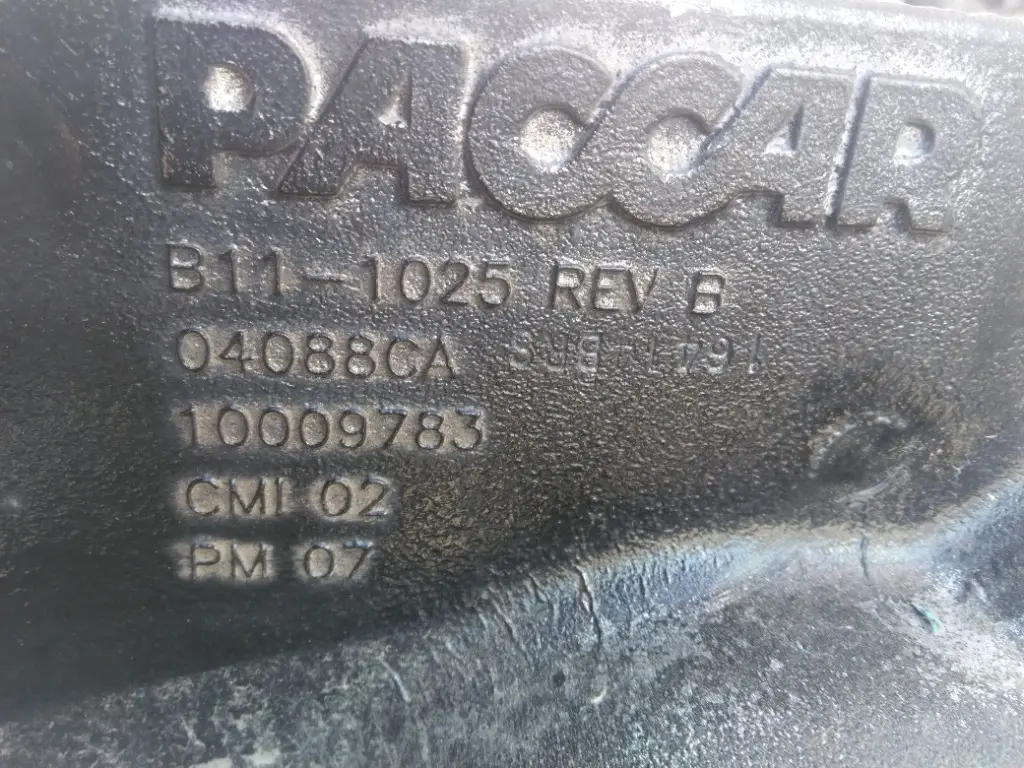 PACCAR
B11-1025 REV B
04088CA
10009783
CMI 02
PM 07